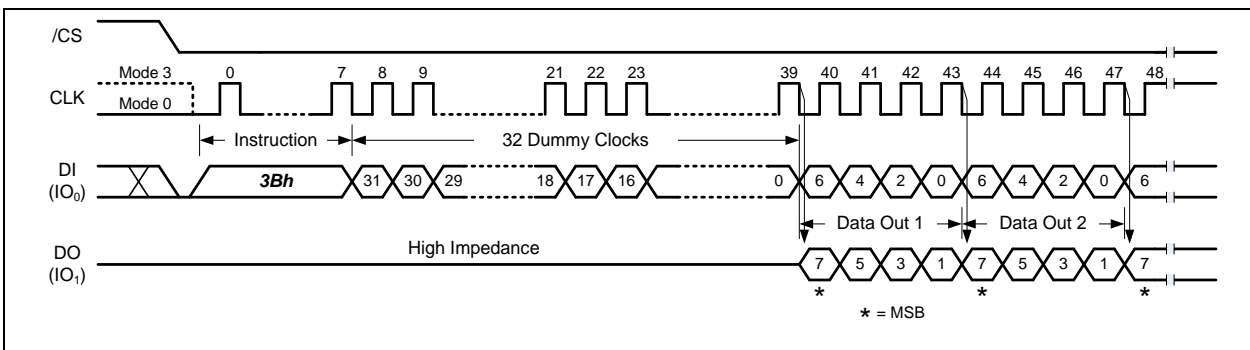 /CS
Mode 3 0 7 8 9 21 22 23 39 40 41 42 43 44 45 46 47 48
CLK
Mode 0
Instruction 32 Dummy Clocks
DI
(IO0)
3Bh 31 30 29 18 17 16 0 6 4 2 0 6 4 2 0 6
Data Out 1 Data Out 2
High Impedance
DO
(IO1)
7 5 3 1 7 5 3 1 7
* * *
* = MSB